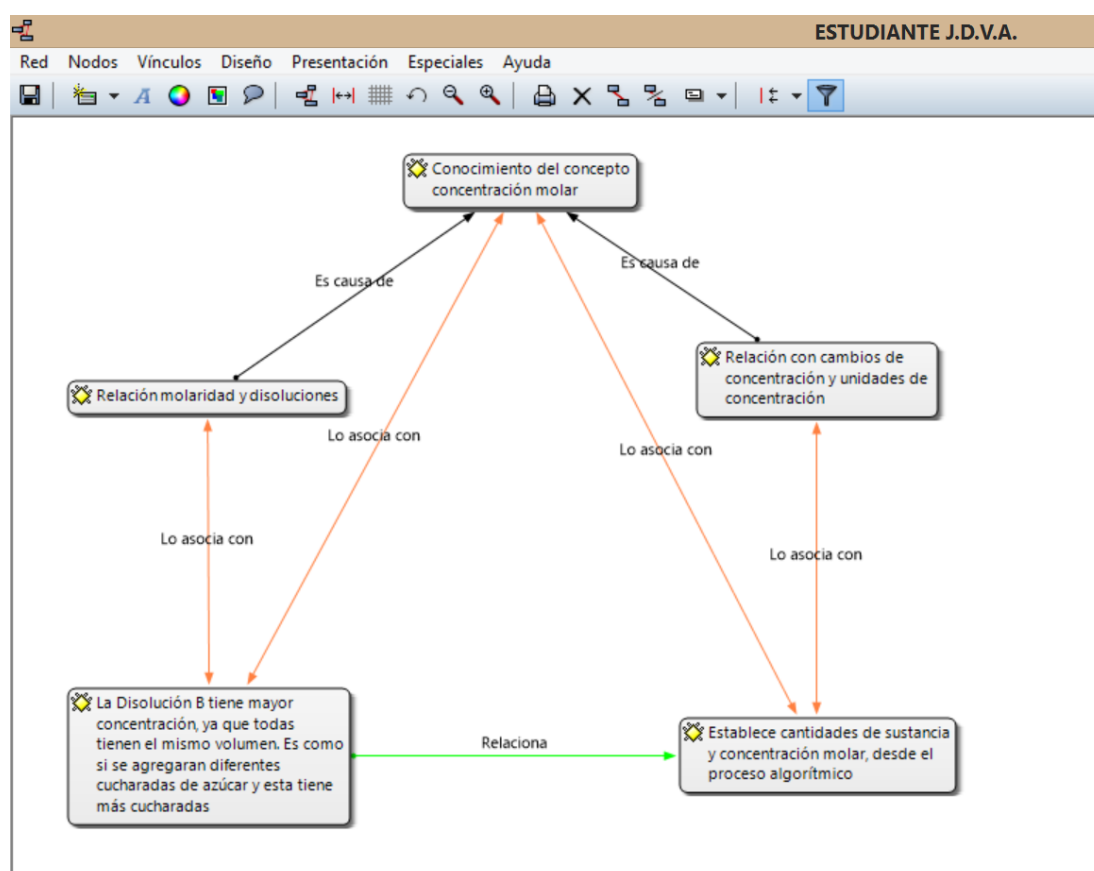 ESTUDIANTE J.D.V.A.
Red Nodos Vínculos Diseño Presentación Especiales Ayuda
Conocimiento del concepto
concentración molar
Es causa de
Es causa de
Relación con cambios de
concentración y unidades de
concentración
Relación molaridad y disoluciones
Lo asocia con
Lo asocia con
Lo asocia con
Lo asocia con
La Disolución B tiene mayor
concentración, ya que todas
tienen el mismo volumen. Es como
si se agregaran diferentes
cucharadas de azúcar y esta tiene
más cucharadas
Relaciona
Establece cantidades de sustancia
y concentración molar, desde el
proceso algorítmico